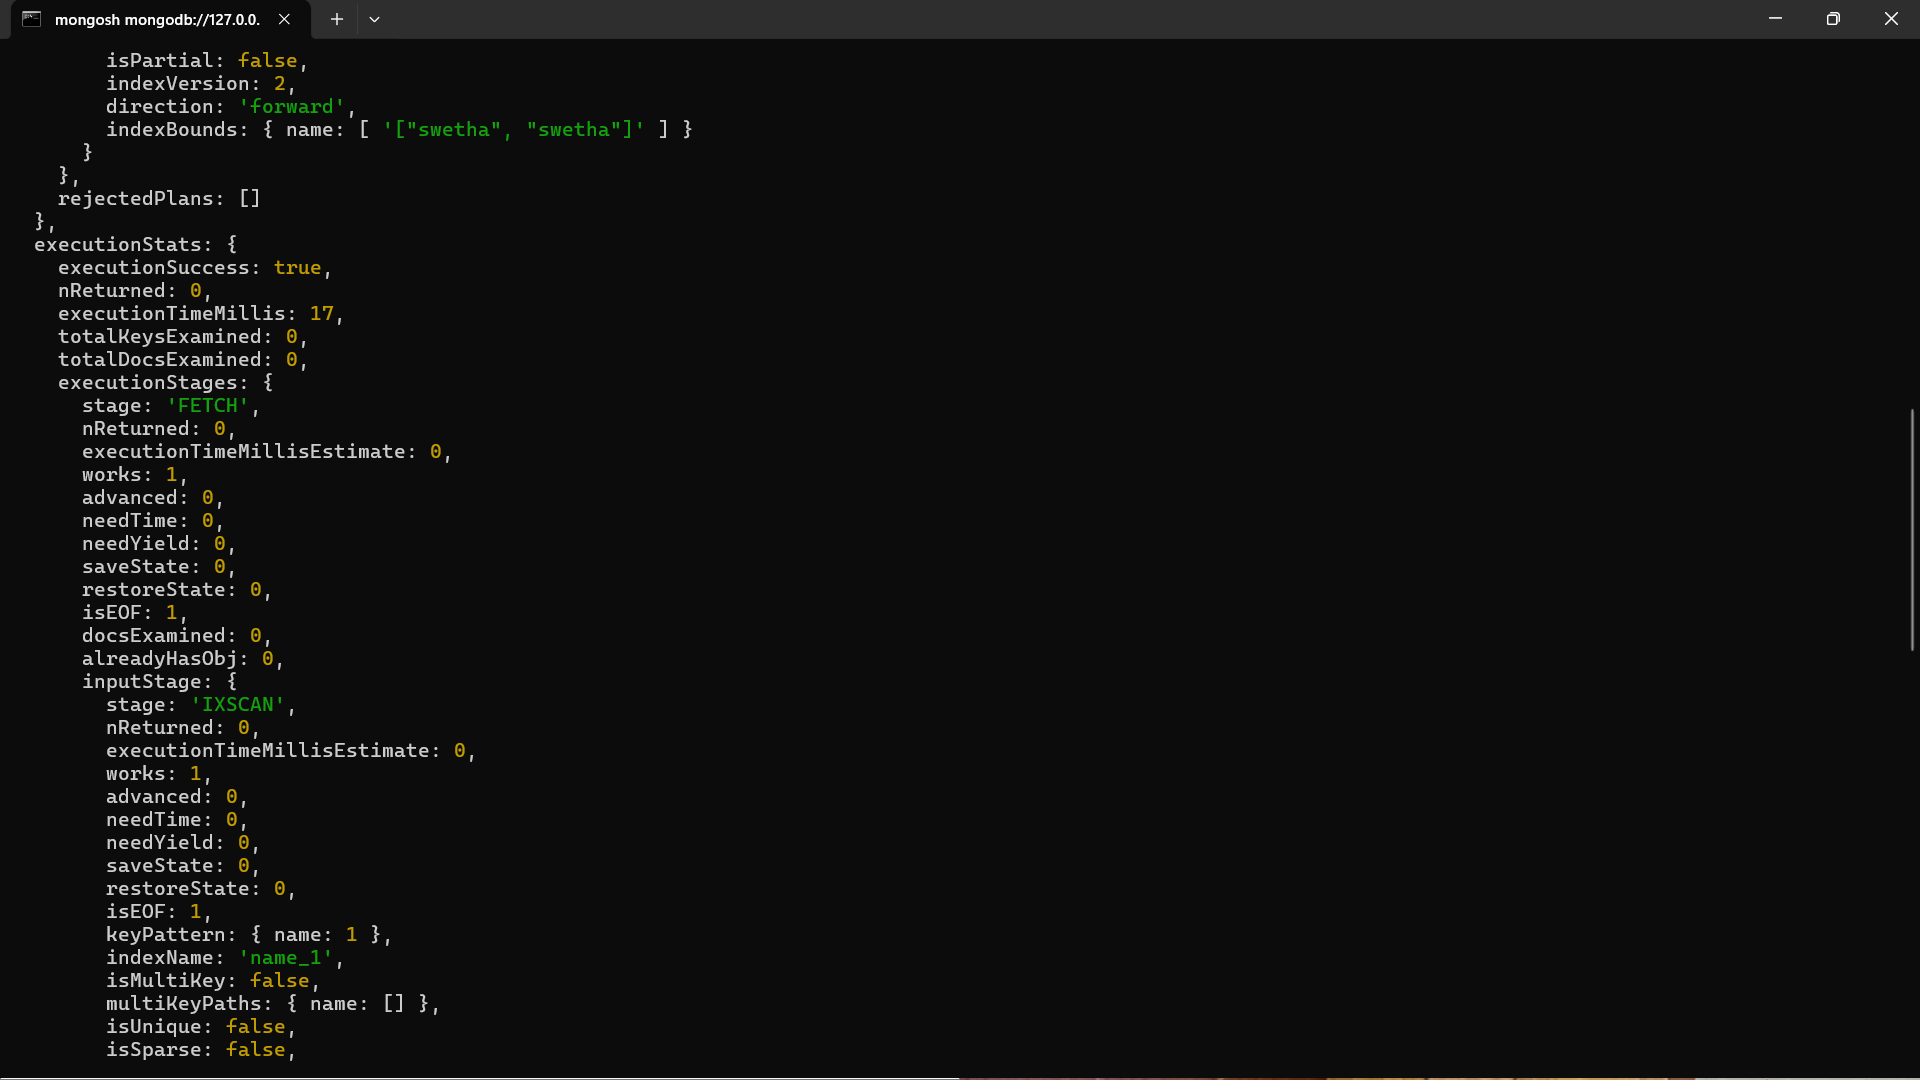 mongosh mongodb://127.0.0.
isPartial: false,
indexVersion: 2,
direction: 'forward',
indexBounds: { name: [ '["swetha", "swetha"]' ] }
}
},
rejectedPlans: []
},
executionStats: {
executionSuccess: true,
nReturned: 0,
executionTimeMillis: 17,
totalKeysExamined: 0,
totalDocsExamined: 0,
executionStages: {
stage: 'FETCH',
nReturned: 0,
executionTimeMillisEstimate: 0,
works: 1,
advanced: 0,
needTime: 0,
needYield: 0,
saveState: 0,
restoreState: 0,
isEOF: 1,
docsExamined: 0,
alreadyHasObj: 0,
inputStage: {
stage: 'IXSCAN',
nReturned: 0,
executionTimeMillisEstimate: 0,
works: 1,
advanced: 0,
needTime: 0,
needYield: 0,
saveState: 0,
restoreState: 0,
isEOF: 1,
keyPattern: { name: 1 },
indexName: 'name_1',
isMultiKey: false,
multiKeyPaths: { name: [] },
isUnique: false,
isSparse: false,